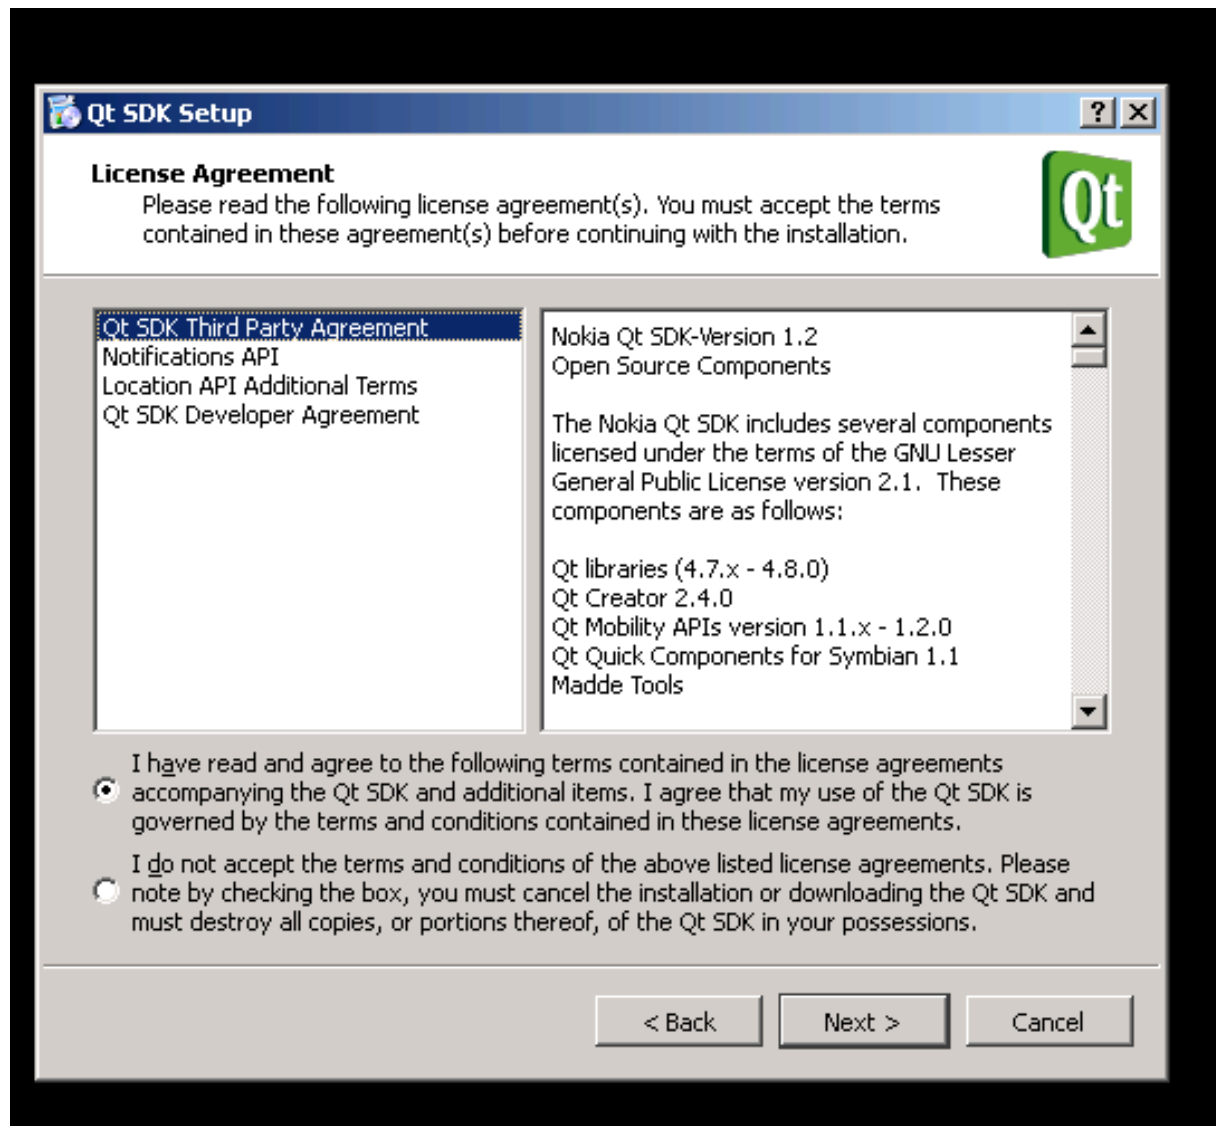 Qt SDK Setup
License Agreement
Please read the following license agreement(s). You must accept the terms
contained in these agreement(s) before continuing with the installation.
Qt
Qt SDK Third Party Agreement
Notifications API
Location API Additional Terms
Qt SDK Developer Agreement
Nokia Qt SDK-Version 1.2
Open Source Components
The Nokia Qt SDK includes several components
licensed under the terms of the GNU Lesser
General Public License version 2.1.  These
components are as follows:
Qt libraries (4.7.x - 4.8.0)
Qt Creator 2.4.0
Qt Mobility APIs version 1.1.x - 1.2.0
Qt Quick Components for Symbian 1.1
Madde Tools
I have read and agree to the following terms contained in the license agreements
accompanying the Qt SDK and additional items. I agree that my use of the Qt SDK is
governed by the terms and conditions contained in these license agreements.
I do not accept the terms and conditions of the above listed license agreements. Please
note by checking the box, you must cancel the installation or downloading the Qt SDK and
must destroy all copies, or portions thereof, of the Qt SDK in your possessions.
< Back
Next >
Cancel